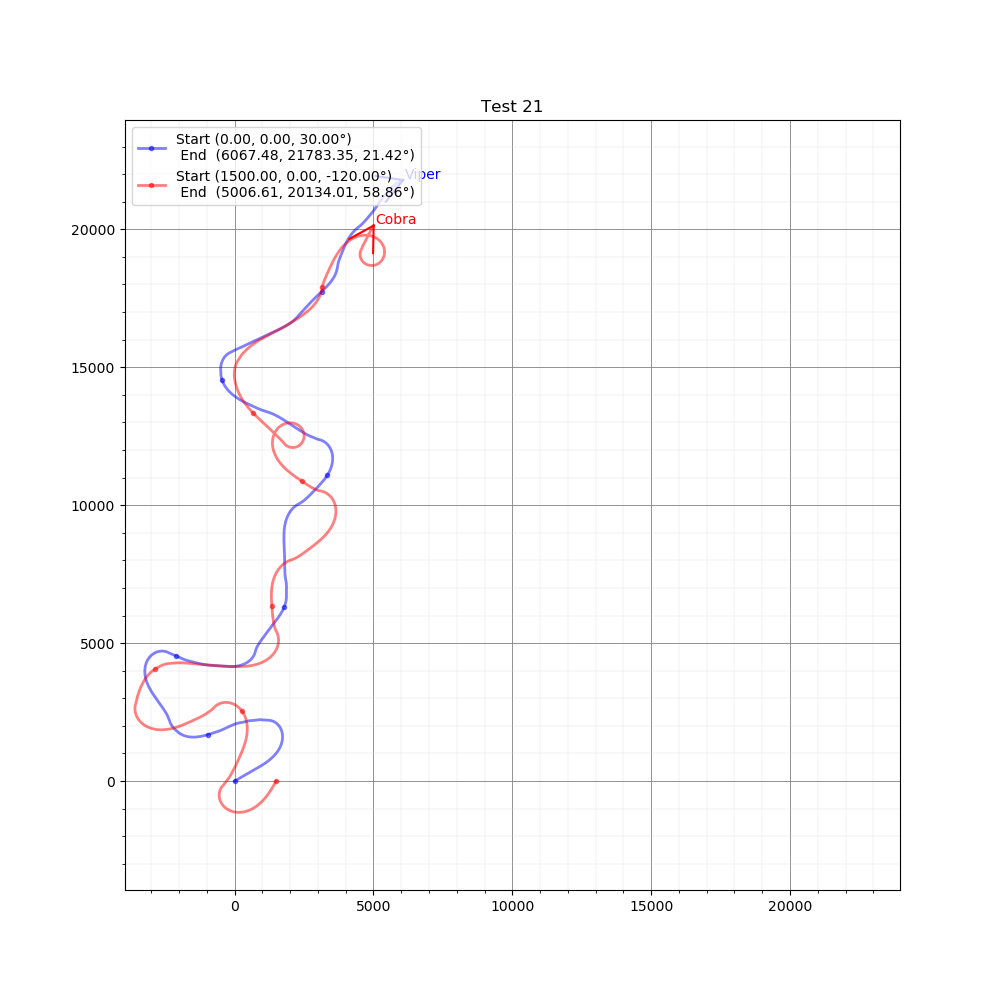 Test 21
Start (0.00, 0.00, 30.00°)
End (6067.48, 21783.35, 21.42°)
Start (1500.00, 0.00, -120.00°)
End (5006.61, 20134.01, 58.86°)
Viper
Cobra
20000
15000
10000
5000
0
0
5000
10000
15000
20000